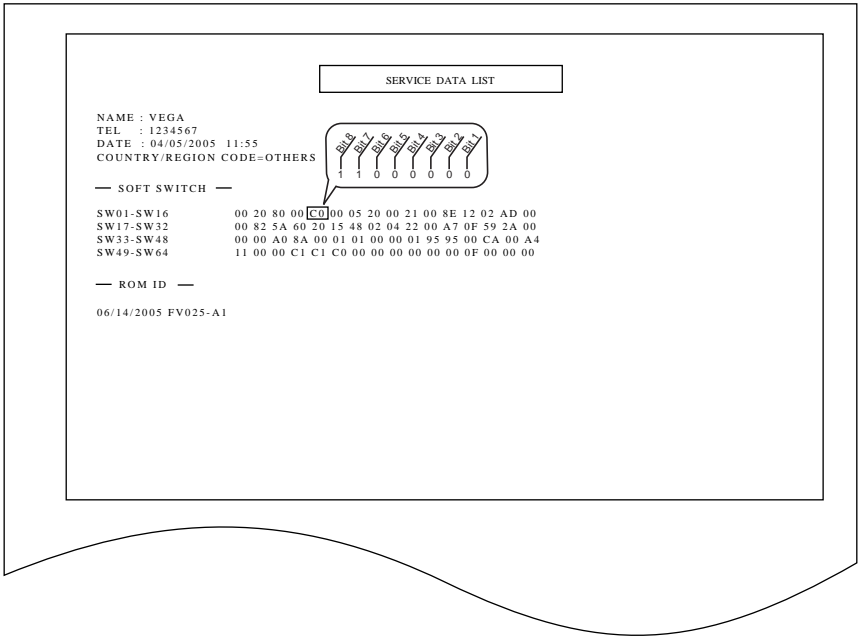 SERVICE DATA LIST
NAME : VEGA
TEL : 1234567
DATE : 04/05/2005 11:55
COUNTRY/REGION CODE=OTHERS
Bit 8 Bit 7 Bit 6 Bit 5 Bit 4 Bit 3 Bit 2 Bit 1
1 1 0 0 0 0 0 0
SOFT SWITCH
SW01-SW16 00 20 80 00 C0 00 05 20 00 21 00 8E 12 02 AD 00
SW17-SW32 00 82 5A 60 20 15 48 02 04 22 00 A7 0F 59 2A 00
SW33-SW48 00 00 A0 8A 00 01 01 00 00 01 95 95 00 CA 00 A4
SW49-SW64 11 00 00 C1 C1 C0 00 00 00 00 00 00 0F 00 00 00
ROM ID
06/14/2005 FV025-A1